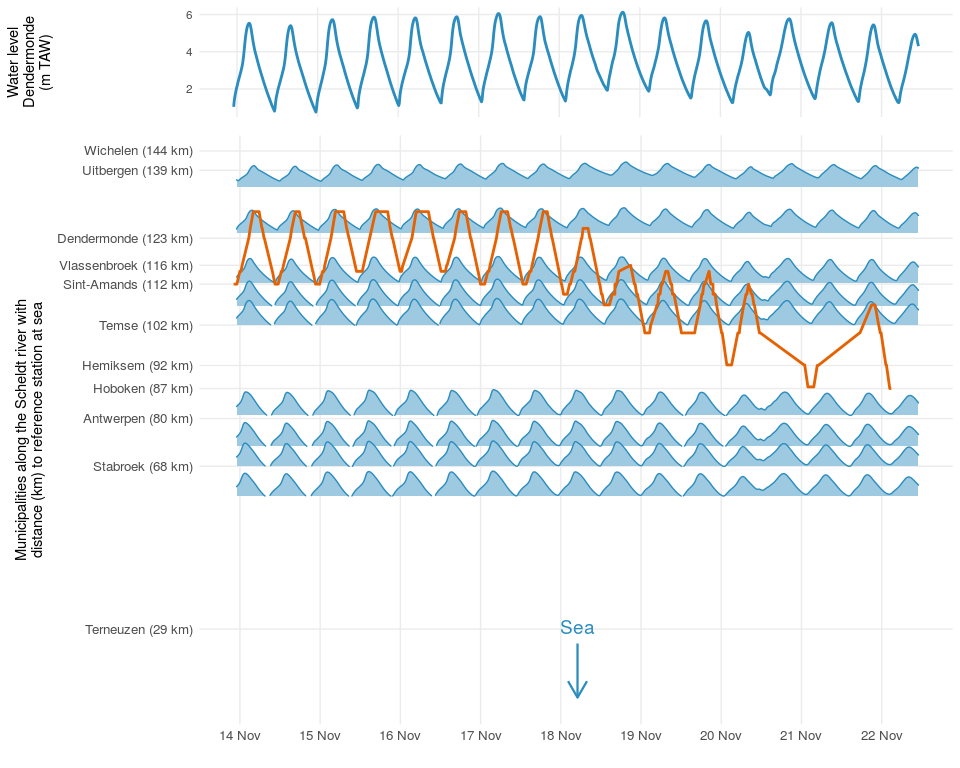 Water level
Dendermonde
(m TAW)
6
4
2
Municipalities along the Scheldt river with
distance (km) to reference station at sea
Wichelen (144 km)
Uitbergen (139 km)
Dendermonde (123 km)
Vlassenbroek (116 km)
Sint-Amands (112 km)
Temse (102 km)
Hemiksem (92 km)
Hoboken (87 km)
Antwerpen (80 km)
Stabroek (68 km)
Terneuzen (29 km)
Sea
14 Nov
15 Nov
16 Nov
17 Nov
18 Nov
19 Nov
20 Nov
21 Nov
22 Nov